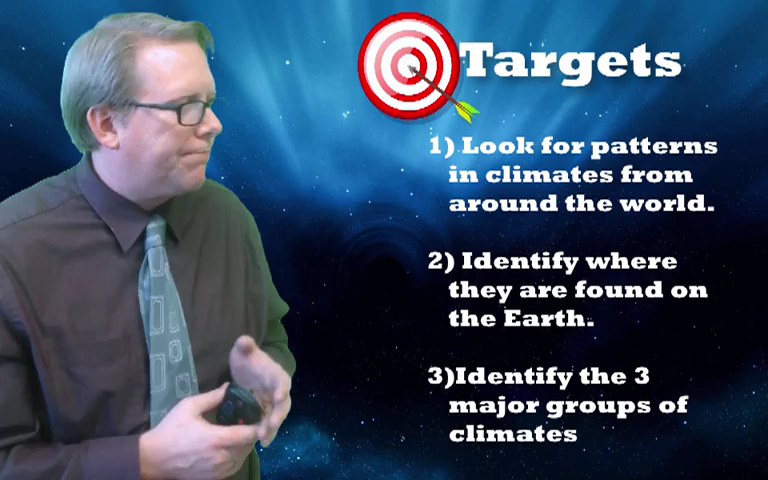 Targets
1) Look for patterns
in climates from
around the world.
2) Identify where
they are found on
the Earth.
3)Identify the 3
major groups of
climates